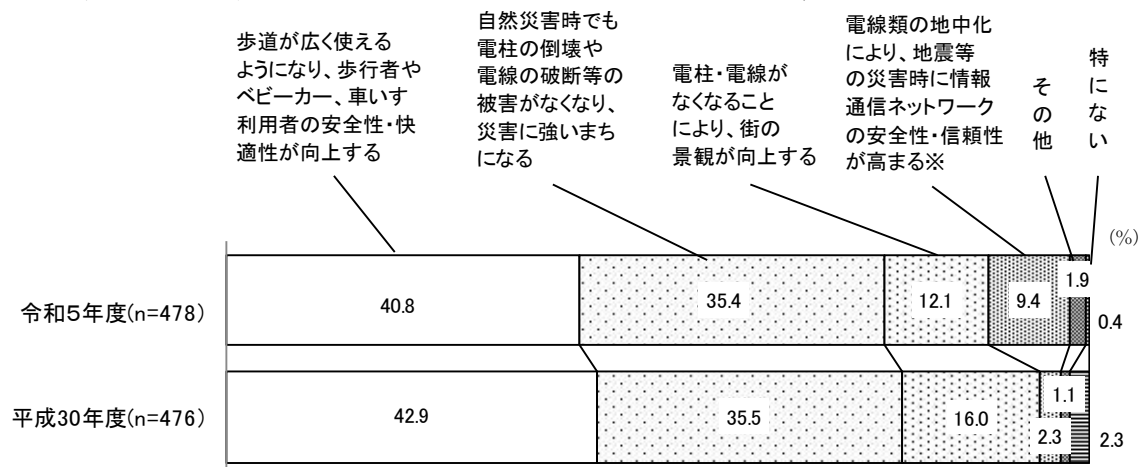 歩道が広く使える
ようになり、歩行者や
ベビーカー、車いす
利用者の安全性・快
適性が向上する
自然災害時でも
電柱の倒壊や
電線の破断等の
被害がなくなり、
災害に強いまち
になる
電柱・電線が
なくなること
により、街の
景観が向上する
電線類の地中化
により、地震等
の災害時に情報
通信ネットワーク
の安全性・信頼性
が高まる※
その他
特にない
(%)
令和5年度(n=478)
40.8
35.4
12.1
9.4
1.9
0.4
平成30年度(n=476)
42.9
35.5
16.0
2.3
1.1
2.3